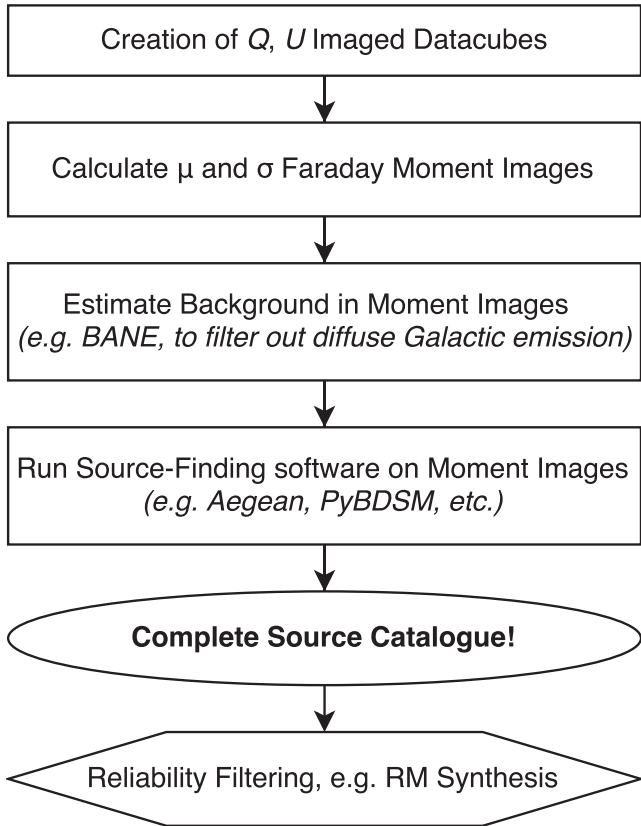 Creation of Q, U Imaged Datacubes
Calculate μ and σ Faraday Moment Images
Estimate Background in Moment Images
(e.g. BANE, to filter out diffuse Galactic emission)
Run Source-Finding software on Moment Images
(e.g. Aegean, PyBDSM, etc.)
Complete Source Catalogue!
Reliability Filtering, e.g. RM Synthesis